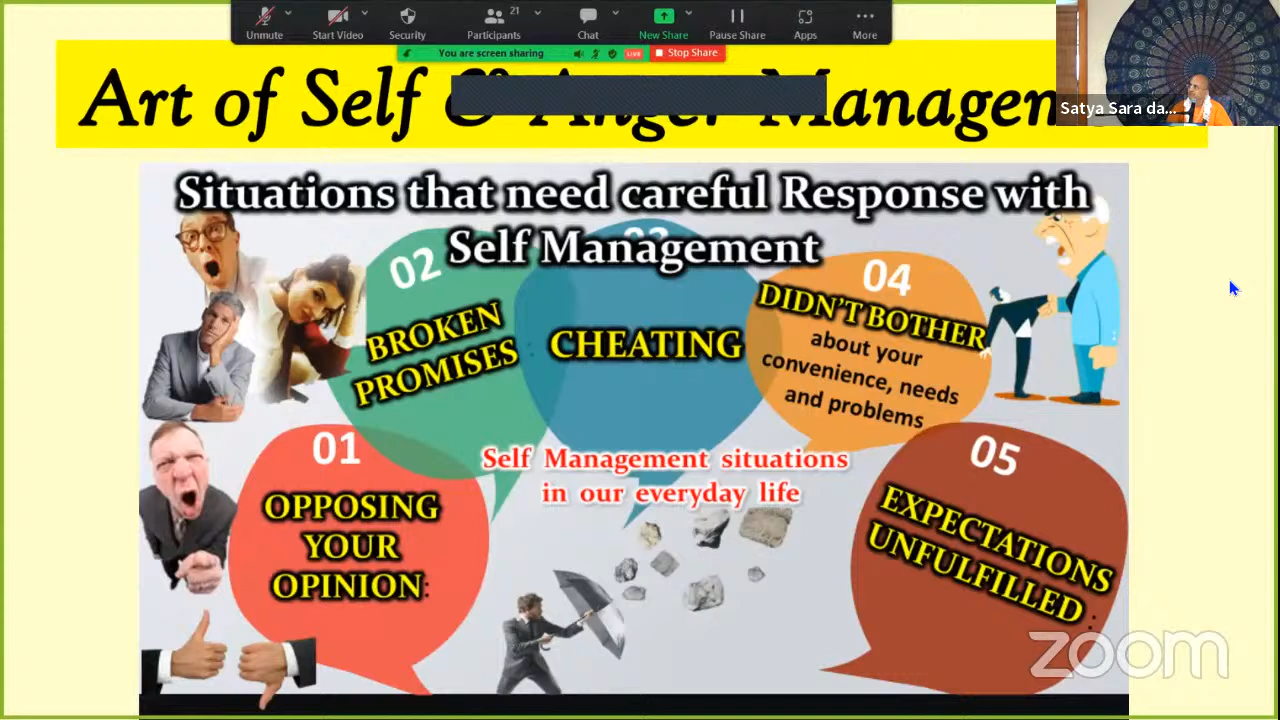 21
Unmute
Start Video
Security
Participants
Chat
New Share
Pause Share
Apps
More
You are screen sharing
LIVE
Stop Share
Satya Sara da...
Art of Self & Anger Managem
Situations that need careful Response with
Self Management
02
BROKEN
PROMISES
03
: CHEATING
04
DIDN'T BOTHER
about your
convenience, needs
and problems
01
OPPOSING
YOUR
OPINION:
Self Management situations
in our everyday life
05
EXPECTATIONS
UNFULFILLED :
zoom